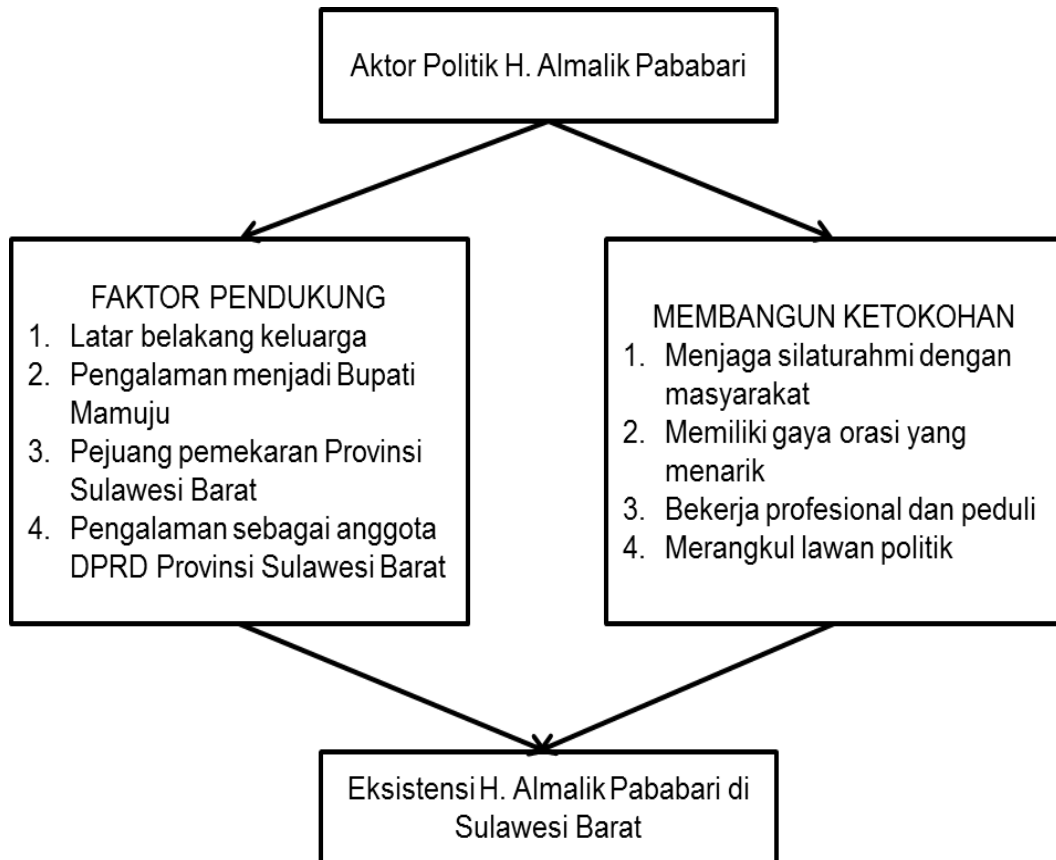 Aktor Politik H. Almalik Pababari
FAKTOR PENDUKUNG
1. Latar belakang keluarga
2. Pengalaman menjadi Bupati
Mamuju
3. Pejuang pemekaran Provinsi
Sulawesi Barat
4. Pengalaman sebagai anggota
DPRD Provinsi Sulawesi Barat
MEMBANGUN KETOKOHAN
1. Menjaga silaturahmi dengan
masyarakat
2. Memiliki gaya orasi yang
menarik
3. Bekerja profesional dan peduli
4. Merangkul lawan politik
Eksistensi H. Almalik Pababari di
Sulawesi Barat